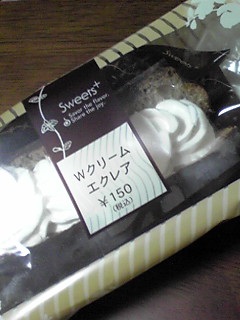 Sweets+
Savor the flavor,
Share the joy.
Wクリーム
エクレア
¥150
(税込)
Sweets+